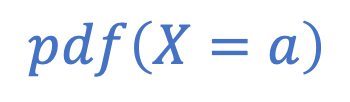 pdf(X = a)